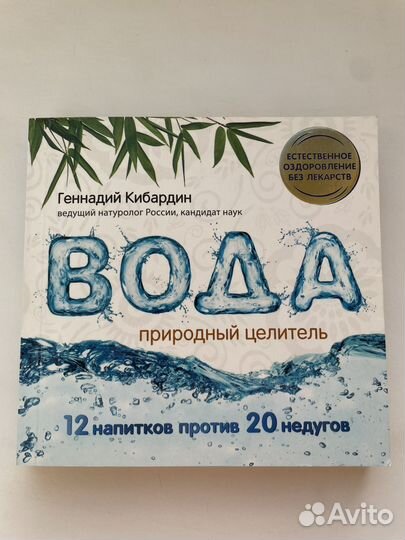 ЕСТЕСТВЕННОЕ
ОЗДОРОВЛЕНИЕ
БЕЗ ЛЕКАРСТВ
Геннадий Кибардин
ведущий натуролог России, кандидат наук
ВОДА
природный целитель
12 напитков против 20 недугов
Avito